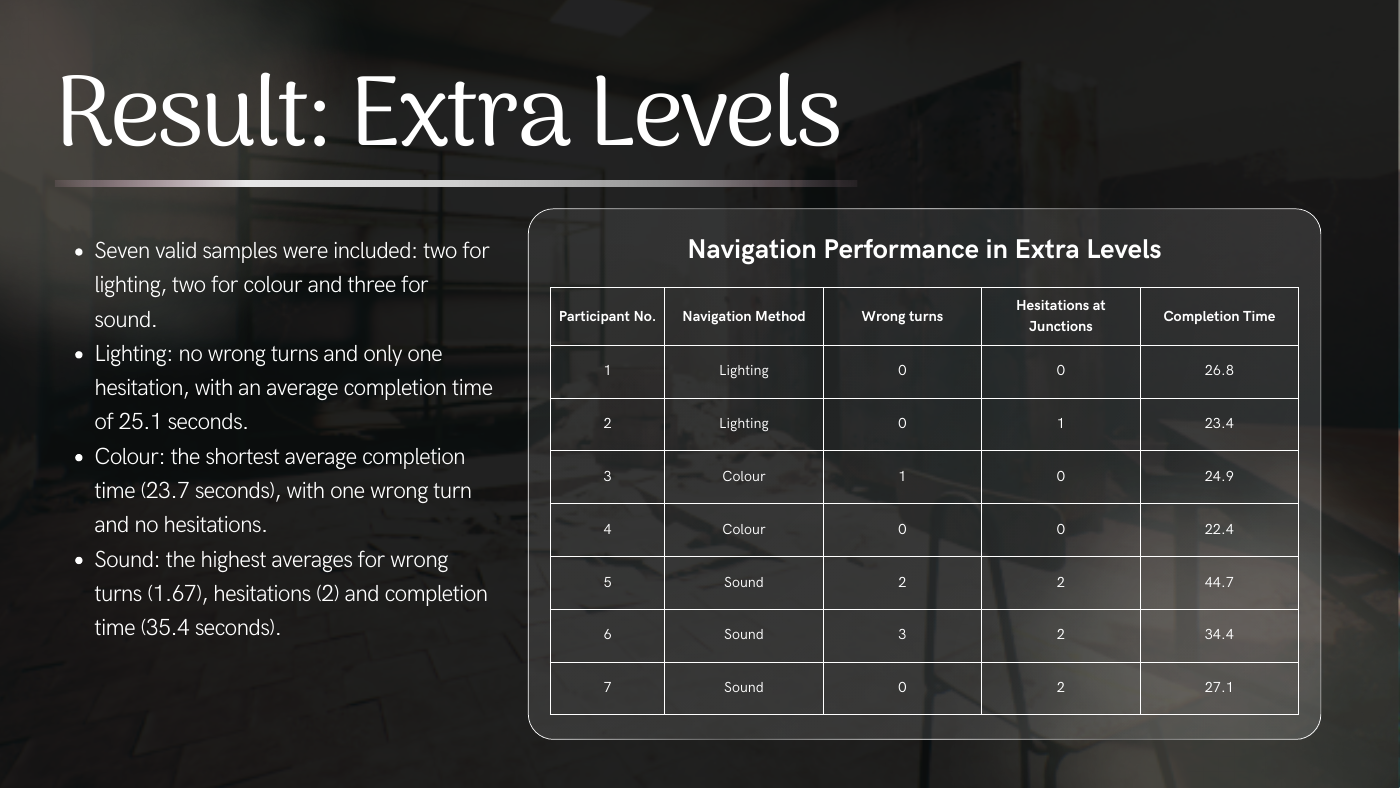 Result: Extra Levels
• Seven valid samples were included: two for
lighting, two for colour and three for
sound.
• Lighting: no wrong turns and only one
hesitation, with an average completion time
of 25.1 seconds.
• Colour: the shortest average completion
time (23.7 seconds), with one wrong turn
and no hesitations.
• Sound: the highest averages for wrong
turns (1.67), hesitations (2) and completion
time (35.4 seconds).
Navigation Performance in Extra Levels
Participant No. Navigation Method Wrong turns Hesitations at Junctions Completion Time
1 Lighting 0 0 26.8
2 Lighting 0 1 23.4
3 Colour 1 0 24.9
4 Colour 0 0 22.4
5 Sound 2 2 44.7
6 Sound 3 2 34.4
7 Sound 0 2 27.1